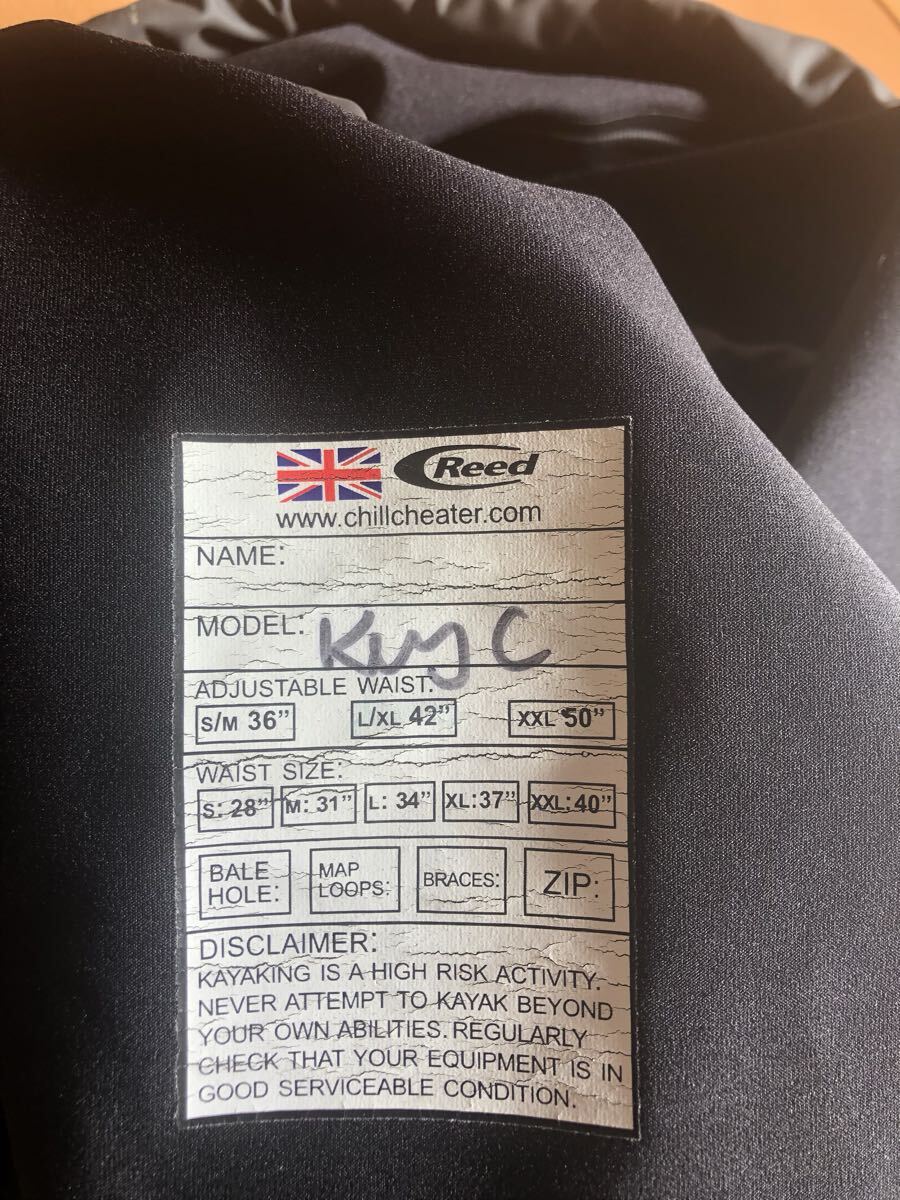 Reed
www.chillcheater.com
NAME:
MODEL: Key C
ADJUSTABLE WAIST:
S/M 36" L/XL 42" XXL 50"
WAIST SIZE:
S: 28" M: 31" L: 34" XL:37" XXL:40"
BALE HOLE: MAP LOOPS: BRACES: ZIP:
DISCLAIMER:
KAYAKING IS A HIGH RISK ACTIVITY.
NEVER ATTEMPT TO KAYAK BEYOND
YOUR OWN ABILITIES. REGULARLY
CHECK THAT YOUR EQUIPMENT IS IN
GOOD SERVICEABLE CONDITION.